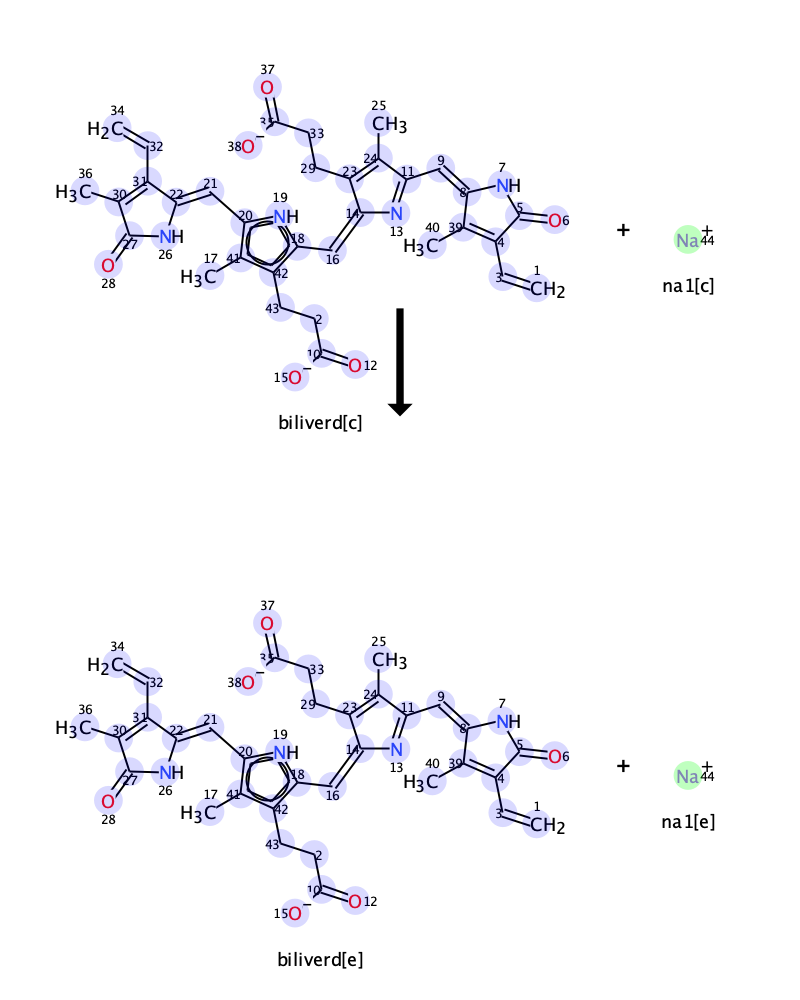 37
O
35
38O
−
33
29
25
CH3
24
23
14
N
13
11
9
8
7
NH
5
O6
34
H2C
32
36
H3C
31
30
22
21
27
NH
26
O
28
20
19
NH
18
16
17
H3C
41
42
43
2
10
O12
15O
−
40
H3C
39
4
3
1
CH2
+
Na+
44
na1[c]
biliverd[c]
37
O
35
38O
−
33
29
25
CH3
24
23
14
N
13
11
9
8
7
NH
5
O6
34
H2C
32
36
H3C
31
30
22
21
27
NH
26
O
28
20
19
NH
18
16
17
H3C
41
42
43
2
10
O12
15O
−
40
H3C
39
4
3
1
CH2
+
Na+
44
na1[e]
biliverd[e]